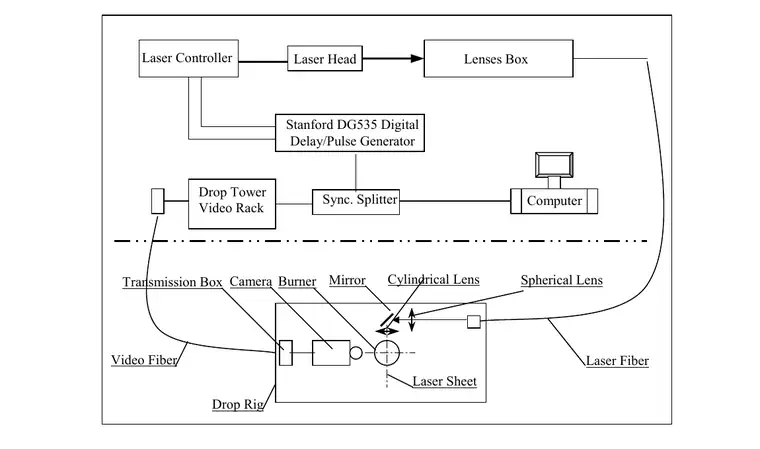 Laser Controller
Laser Head
Lenses Box
Stanford DG535 Digital
Delay/Pulse Generator
Drop Tower
Video Rack
Sync. Splitter
Computer
Transmission Box
Camera
Burner
Mirror
Cylindrical Lens
Spherical Lens
Video Fiber
Laser Fiber
Laser Sheet
Drop Rig